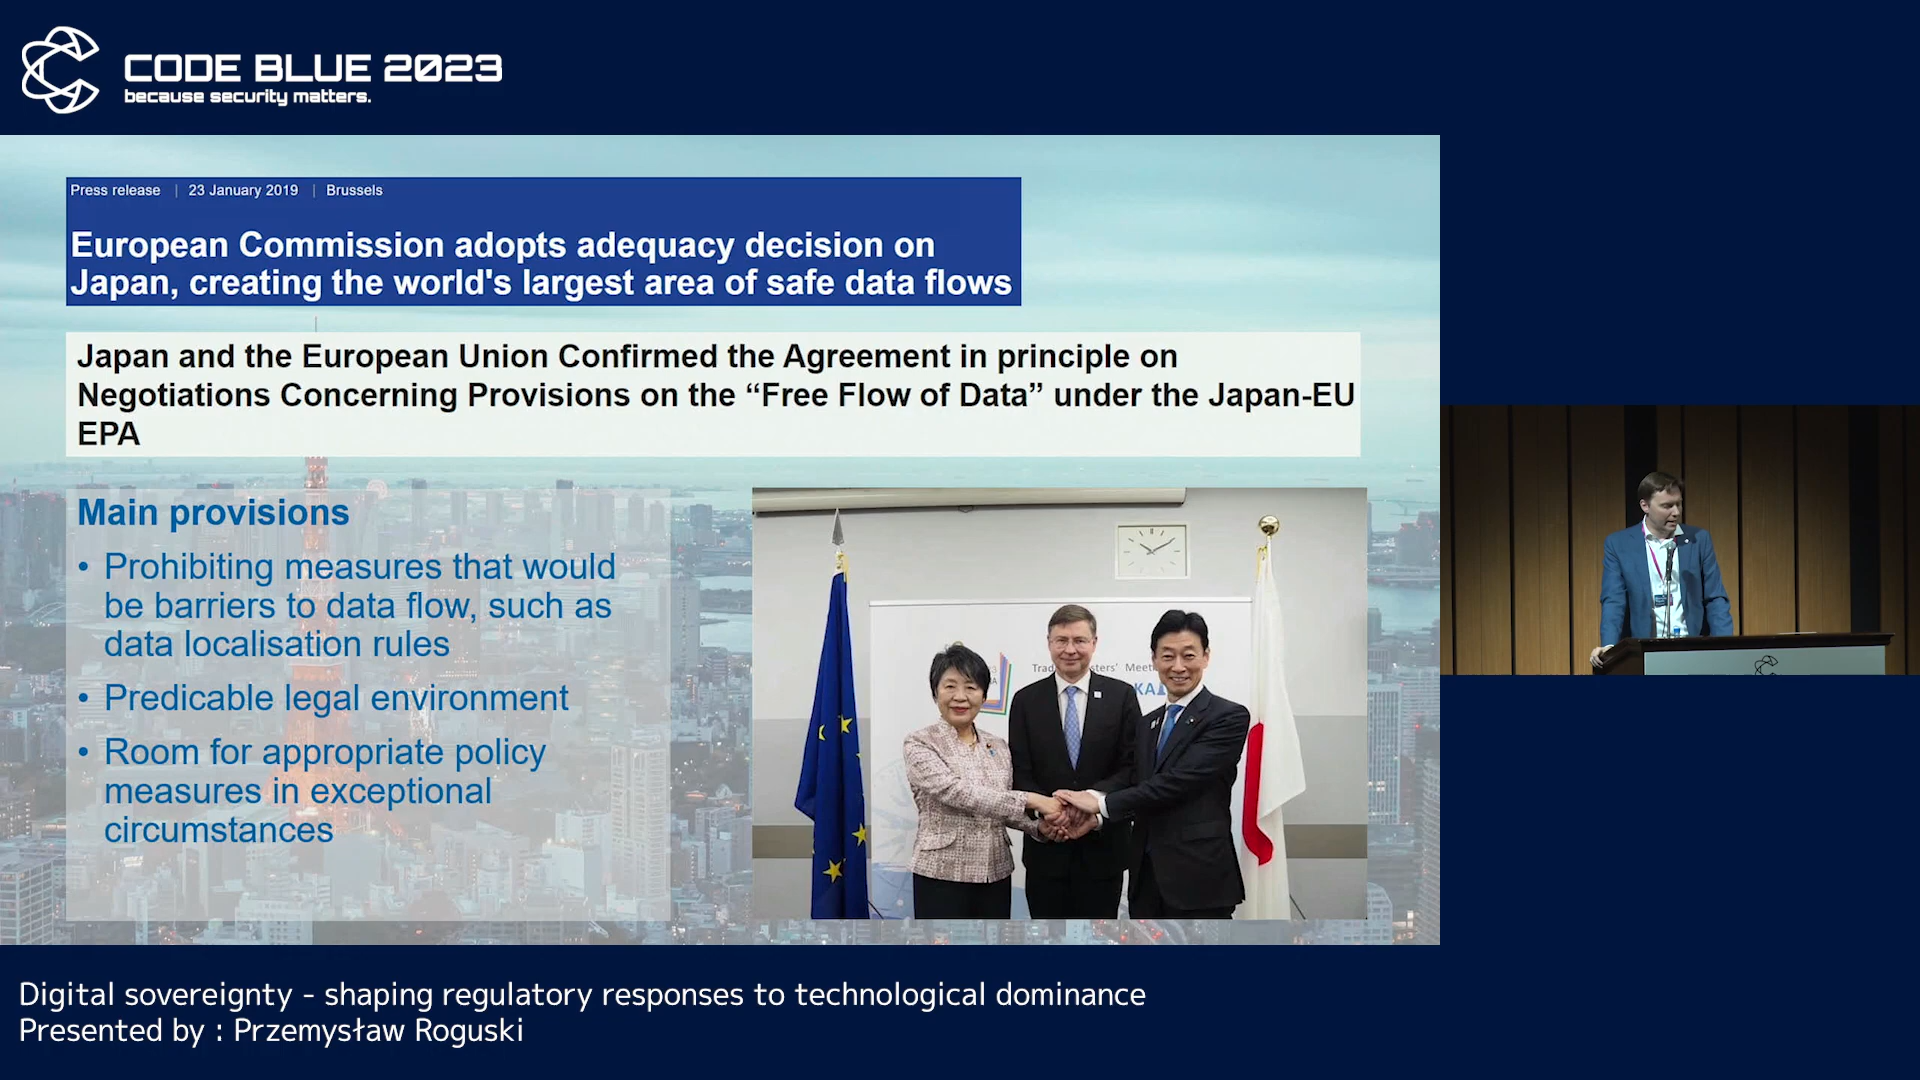 CODE BLUE 2023
because security matters.
Press release | 23 January 2019 | Brussels
European Commission adopts adequacy decision on
Japan, creating the world's largest area of safe data flows
Japan and the European Union Confirmed the Agreement in principle on
Negotiations Concerning Provisions on the “Free Flow of Data” under the Japan-EU
EPA
Main provisions
• Prohibiting measures that would
be barriers to data flow, such as
data localisation rules
• Predicable legal environment
• Room for appropriate policy
measures in exceptional
circumstances
Digital sovereignty - shaping regulatory responses to technological dominance
Presented by : Przemysław Roguski